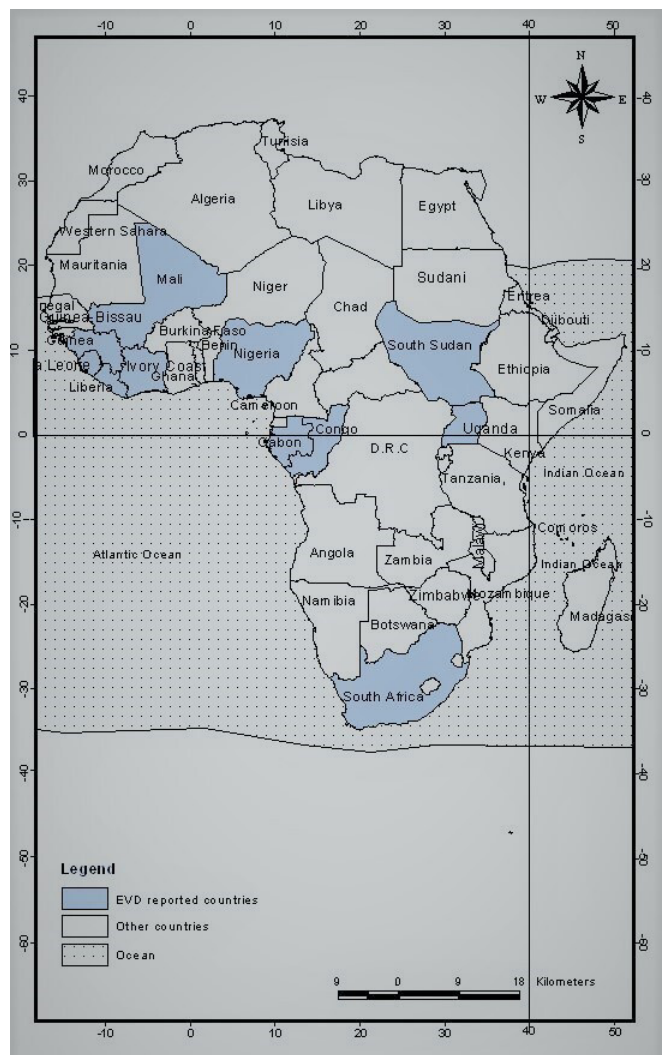 -10 0 10 20 30 40 50
N
W E
S
40 40
30 30
20 20
10 10
0 0
-10 -10
-20 -20
-30 -30
-40 -40
-50 -50
-60 -60
Tunisia
Morocco
Algeria
Libya
Egypt
Western Sahara
Mauritania
Mali
Niger
Sudani
Chad
Eritrea
Djibouti
negal
Guinea Bissau
Burkina Faso
Guinea
Benin
Nigeria
South Sudan
Ethiopia
a Leone
Ivory Coast
Ghana
Liberia
Cameroon
Somalia
Congo
Uganda
Gabon
D.R.C
Kenya
Tanzania,
Indian Ocean
Comoros
Atlantic Ocean
Angola
Zambia
Malawi
Indian Ocean
Namibia
Zimbabwe
Mozambique
Botswana
Madagas
South Africa
Legend
EVD reported countries
Other countries
Ocean
9 0 9 18 Kilometers
-10 0 10 20 30 40 50